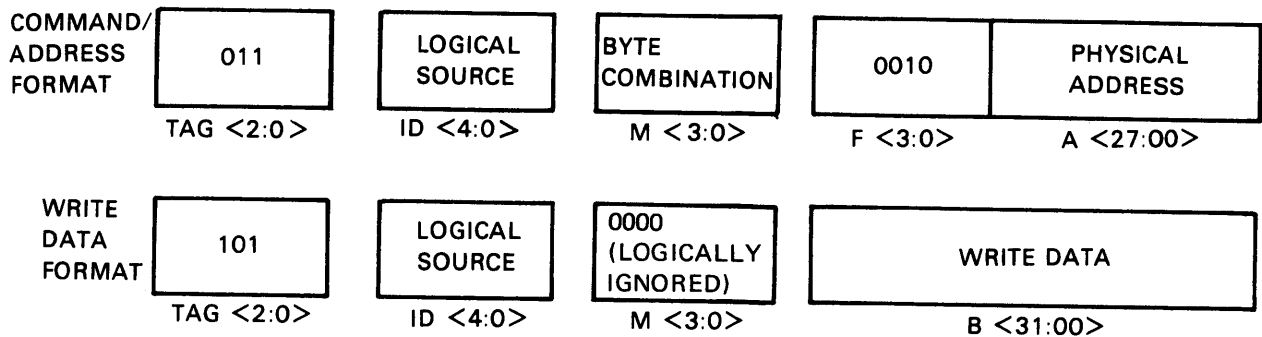 COMMAND/
ADDRESS
FORMAT
011
LOGICAL
SOURCE
BYTE
COMBINATION
0010
PHYSICAL
ADDRESS
TAG <2:0>
ID <4:0>
M <3:0>
F <3:0>
A <27:00>
WRITE
DATA
FORMAT
101
LOGICAL
SOURCE
0000
(LOGICALLY
IGNORED)
WRITE DATA
TAG <2:0>
ID <4:0>
M <3:0>
B <31:00>